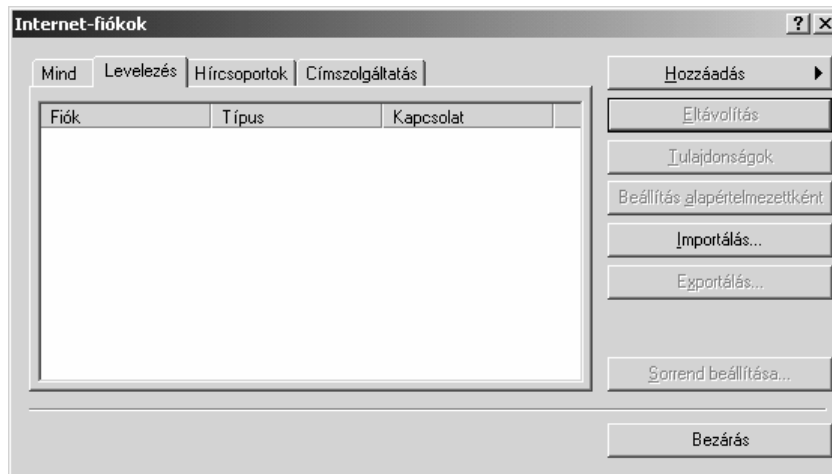 Internet-fiókok
Mind Levelezés Hírcsoportok Címszolgáltatás
Fiók Típus Kapcsolat
Hozzáadás
Eltávolítás
Tulajdonságok
Beállítás alapértelmezettként
Importálás...
Exportálás...
Sorrend beállítása...
Bezárás